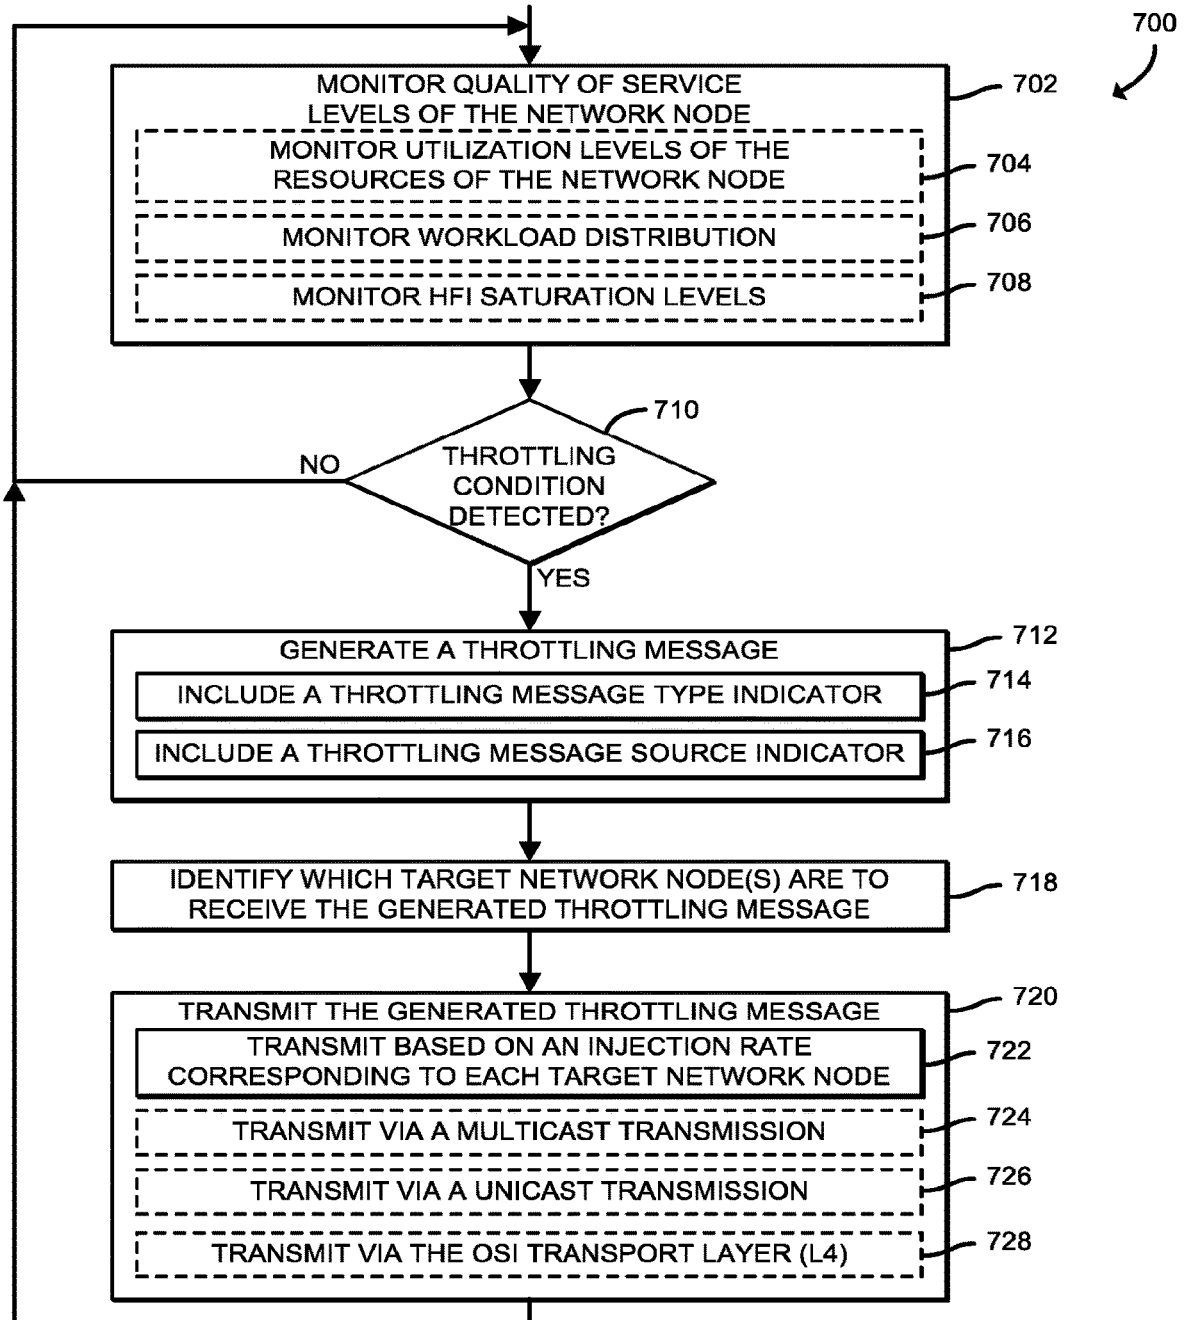 700
MONITOR QUALITY OF SERVICE
LEVELS OF THE NETWORK NODE
702
MONITOR UTILIZATION LEVELS OF THE
RESOURCES OF THE NETWORK NODE
704
MONITOR WORKLOAD DISTRIBUTION
706
MONITOR HFI SATURATION LEVELS
708
710
THROTTLING
CONDITION
DETECTED?
NO
YES
GENERATE A THROTTLING MESSAGE
712
INCLUDE A THROTTLING MESSAGE TYPE INDICATOR
714
INCLUDE A THROTTLING MESSAGE SOURCE INDICATOR
716
IDENTIFY WHICH TARGET NETWORK NODE(S) ARE TO
RECEIVE THE GENERATED THROTTLING MESSAGE
718
TRANSMIT THE GENERATED THROTTLING MESSAGE
720
TRANSMIT BASED ON AN INJECTION RATE
CORRESPONDING TO EACH TARGET NETWORK NODE
722
TRANSMIT VIA A MULTICAST TRANSMISSION
724
TRANSMIT VIA A UNICAST TRANSMISSION
726
TRANSMIT VIA THE OSI TRANSPORT LAYER (L4)
728